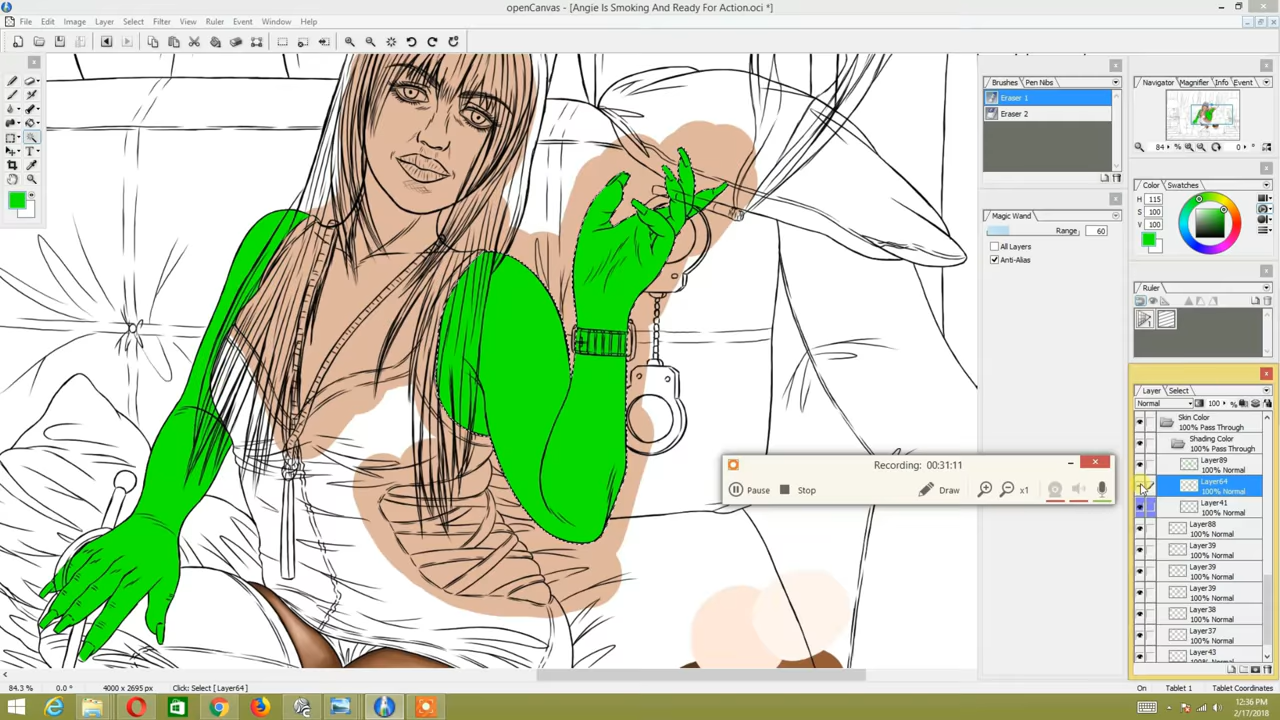 openCanvas - [Angie Is Smoking And Ready For Action.oci *]
File Edit Image Layer Select Filter View Ruler Event Window Help
Brushes Pen Nibs
Eraser 1
Eraser 2
Magic Wand
Range 60
All Layers
Anti-Alias
Navigator Magnifier Info Event
84 % 0 °
Color Swatches
H 115
S 100
V 100
Ruler
Layer Select
Normal 100 %
Skin Color
100% Pass Through
Shading Color
100% Pass Through
Layer89
100% Normal
Layer64
100% Normal
Layer41
100% Normal
Layer88
100% Normal
Layer39
100% Normal
Layer39
100% Normal
Layer39
100% Normal
Layer38
100% Normal
Layer37
100% Normal
Layer43
100% Normal
Recording: 00:31:11
Pause Stop Draw x1
84.3 % 0.0 ° 4000 x 2695 px Click: Select [Layer64]
On Tablet 1 Tablet Coordinates
12:36 PM
2/17/2018